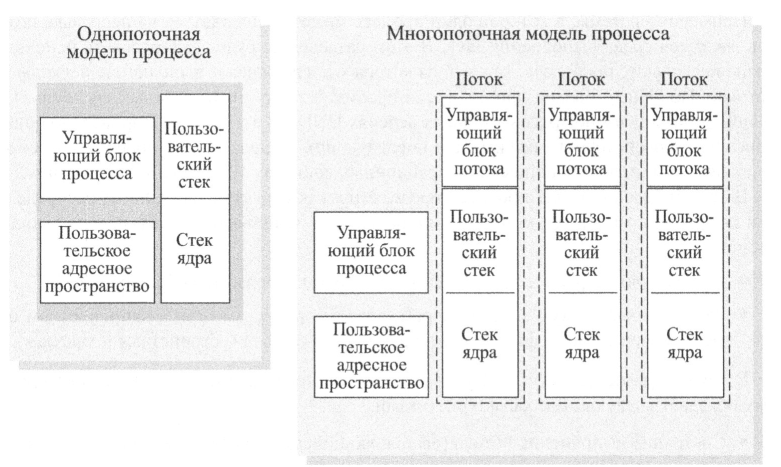 Однопоточная
модель процесса
Управля-
ющий блок
процесса
Пользо-
ватель-
ский
стек
Пользова-
тельское
адресное
пространство
Стек
ядра
Многопоточная модель процесса
Поток
Поток
Поток
Управля-
ющий
блок
потока
Управля-
ющий
блок
потока
Управля-
ющий
блок
потока
Управля-
ющий блок
процесса
Пользо-
ватель-
ский
стек
Пользо-
ватель-
ский
стек
Пользо-
ватель-
ский
стек
Пользова-
тельское
адресное
пространство
Стек
ядра
Стек
ядра
Стек
ядра